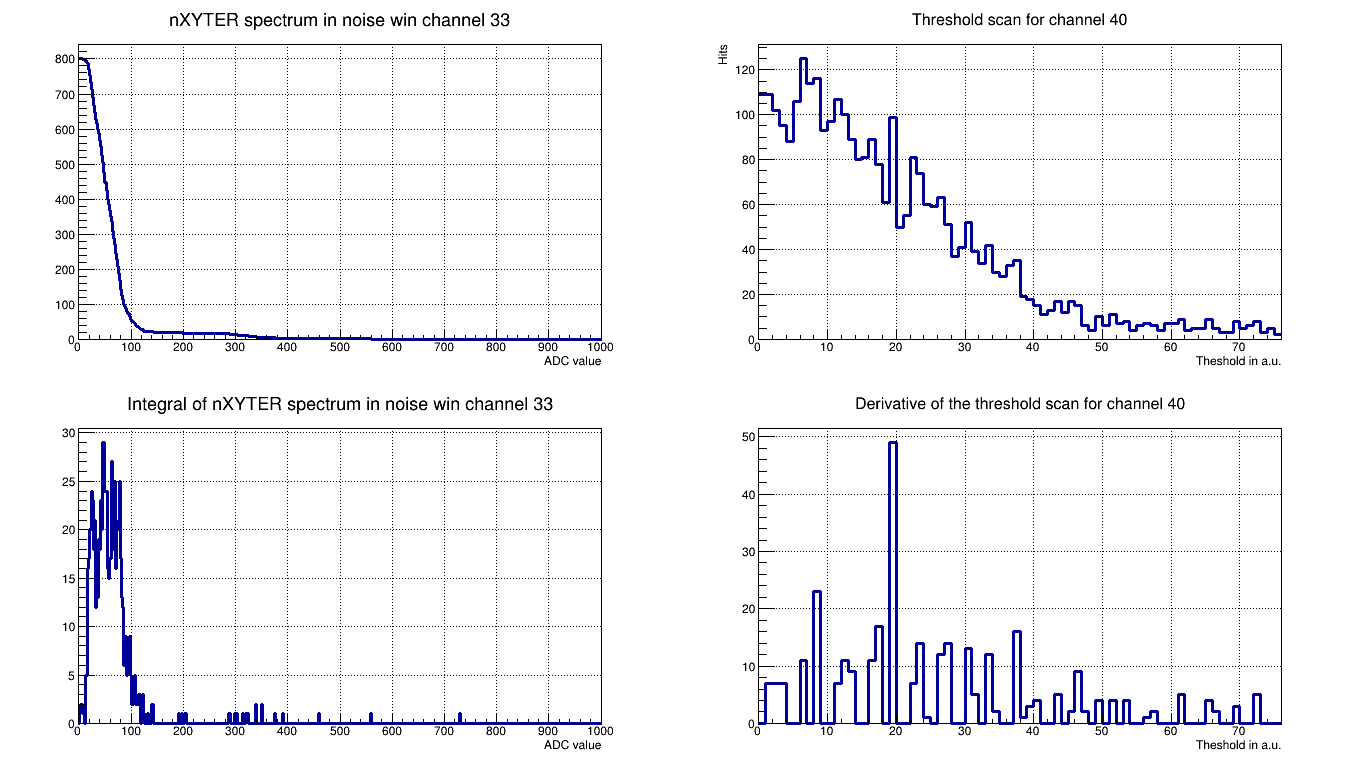 nXYTER spectrum in noise win channel 33
800
700
600
500
400
300
200
100
0
0 100 200 300 400 500 600 700 800 900 1000
ADC value
Threshold scan for channel 40
Hits
120
100
80
60
40
20
0
0 10 20 30 40 50 60 70
Theshold in a.u.
Integral of nXYTER spectrum in noise win channel 33
30
25
20
15
10
5
0
0 100 200 300 400 500 600 700 800 900 1000
ADC value
Derivative of the threshold scan for channel 40
50
40
30
20
10
0
0 10 20 30 40 50 60 70
Theshold in a.u.